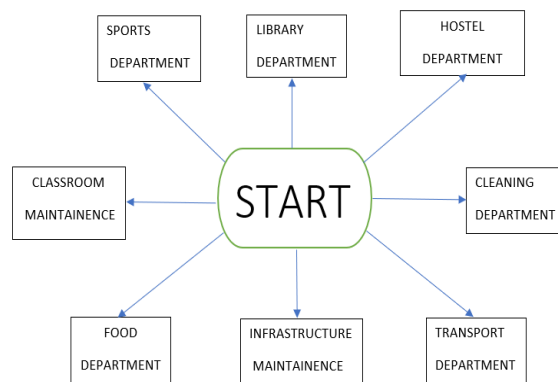 SPORTS
DEPARTMENT
LIBRARY
DEPARTMENT
HOSTEL
DEPARTMENT
CLASSROOM
MAINTAINENCE
START
CLEANING
DEPARTMENT
FOOD
DEPARTMENT
INFRASTRUCTURE
MAINTAINENCE
TRANSPORT
DEPARTMENT